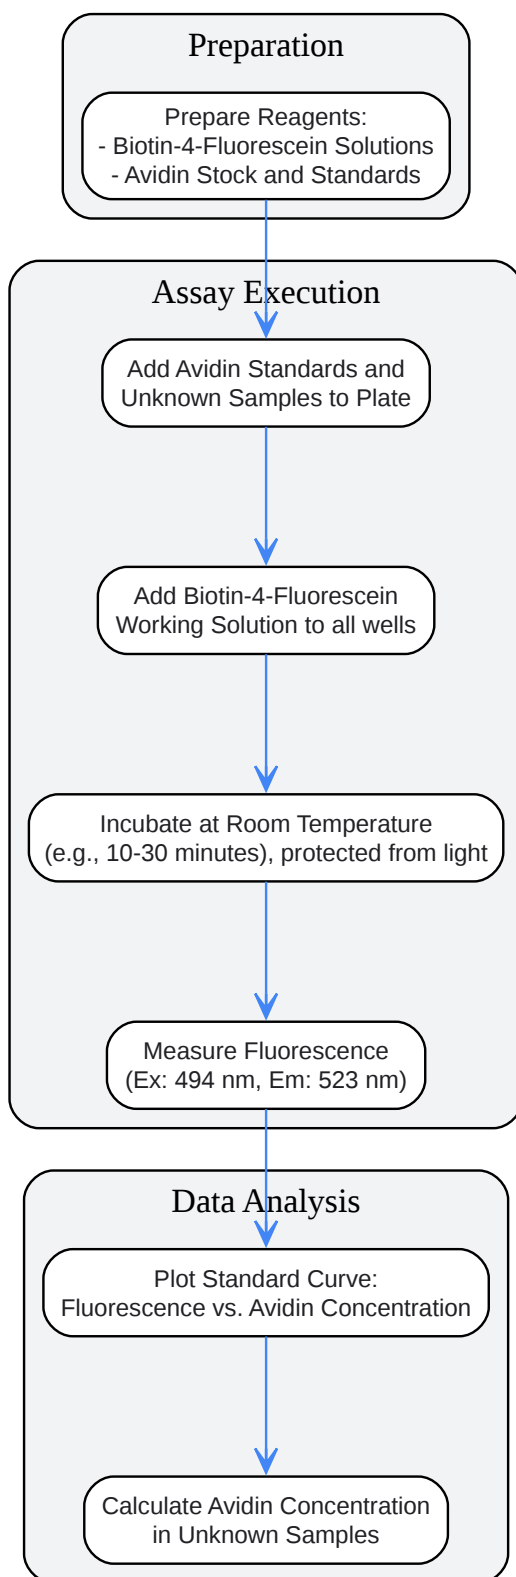 Preparation
Prepare Reagents:
- Biotin-4-Fluorescein Solutions
- Avidin Stock and Standards
Assay Execution
Add Avidin Standards and
Unknown Samples to Plate
Add Biotin-4-Fluorescein
Working Solution to all wells
Incubate at Room Temperature
(e.g., 10-30 minutes), protected from light
Measure Fluorescence
(Ex: 494 nm, Em: 523 nm)
Data Analysis
Plot Standard Curve:
Fluorescence vs. Avidin Concentration
Calculate Avidin Concentration
in Unknown Samples